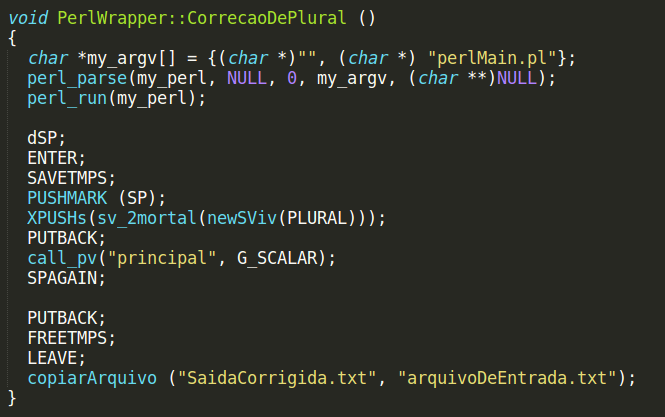 void PerlWrapper::CorrecaoDePlural ()
{
  char *my_argv[] = {(char *)"", (char *) "perlMain.pl"};
  perl_parse(my_perl, NULL, 0, my_argv, (char **)NULL);
  perl_run(my_perl);

  dSP;
  ENTER;
  SAVETMPS;
  PUSHMARK (SP);
  XPUSHs(sv_2mortal(newSViv(PLURAL)));
  PUTBACK;
  call_pv("principal", G_SCALAR);
  SPAGAIN;

  PUTBACK;
  FREETMPS;
  LEAVE;
  copiarArquivo ("SaidaCorrigida.txt", "arquivoDeEntrada.txt");
}